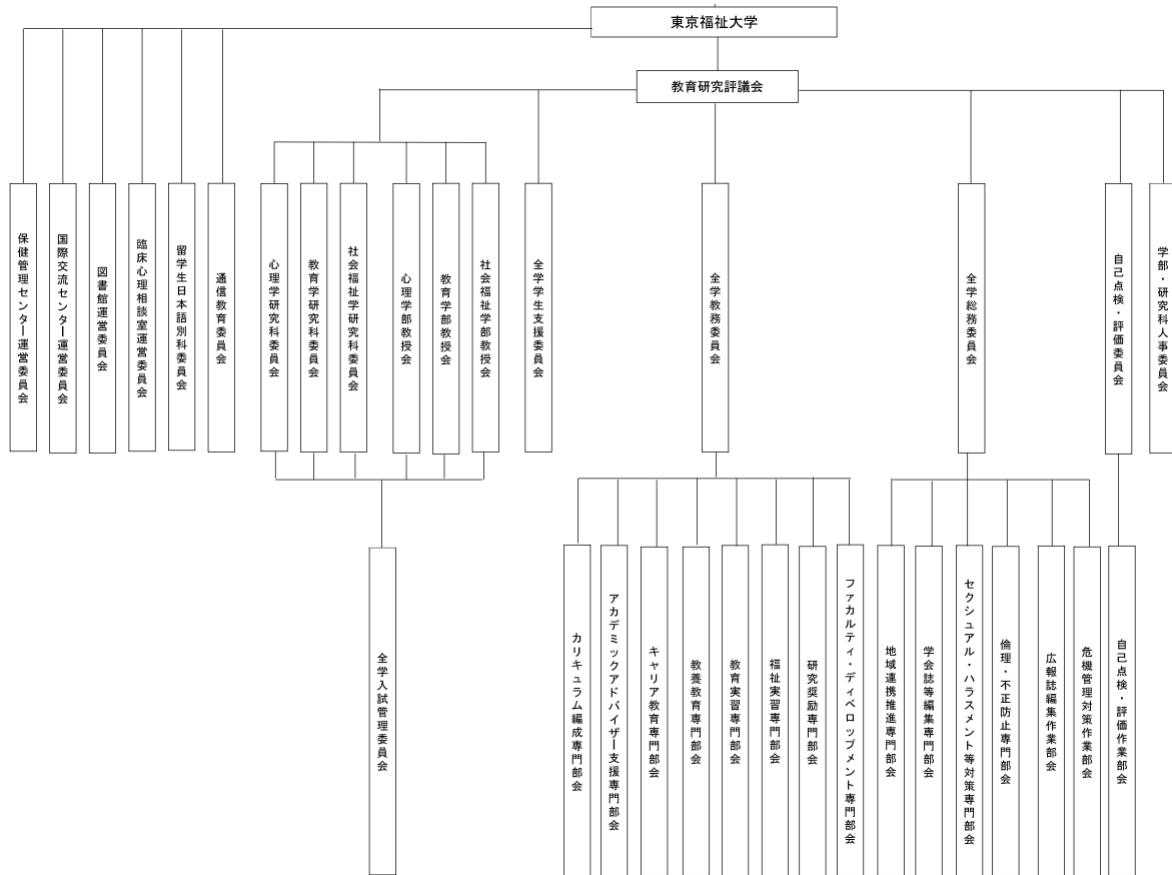 東京福祉大学
教育研究評議会
保健管理センター運営委員会
国際交流センター運営委員会
図書館運営委員会
臨床心理相談室運営委員会
留学生日本語別科委員会
通信教育委員会
心理学研究科委員会
教育学研究科委員会
社会福祉学研究科委員会
心理学部教授会
教育学部教授会
社会福祉学部教授会
全学学生支援委員会
全学教務委員会
全学総務委員会
自己点検・評価委員会
学部・研究科人事委員会
全学入試管理委員会
カリキュラム編成専門部会
アカデミックアドバイザー支援専門部会
キャリア教育専門部会
教養教育専門部会
教育実習専門部会
福祉実習専門部会
研究奨励専門部会
ファカルティ・ディベロップメント専門部会
地域連携推進専門部会
学会誌等編集専門部会
セクシュアル・ハラスメント等対策専門部会
倫理・不正防止専門部会
広報誌編集作業部会
危機管理対策作業部会
自己点検・評価作業部会